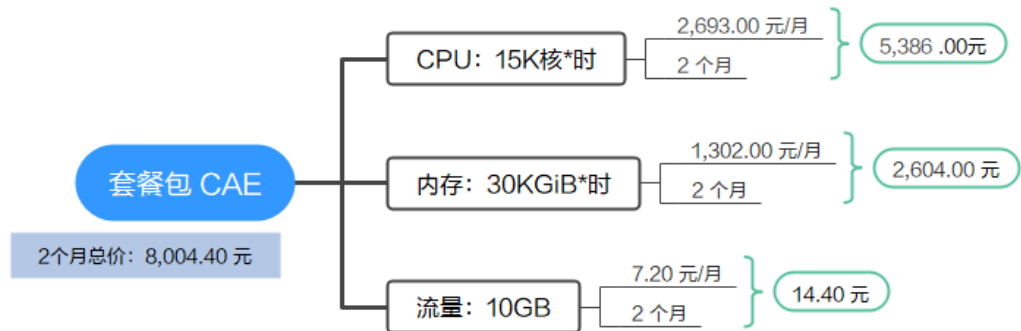 套餐包 CAE
2个月总价：8,004.40 元
CPU：15K核*时
2,693.00 元/月
2 个月
5,386 .00元
内存：30KGiB*时
1,302.00 元/月
2 个月
2,604.00 元
流量：10GB
7.20 元/月
2 个月
14.40 元